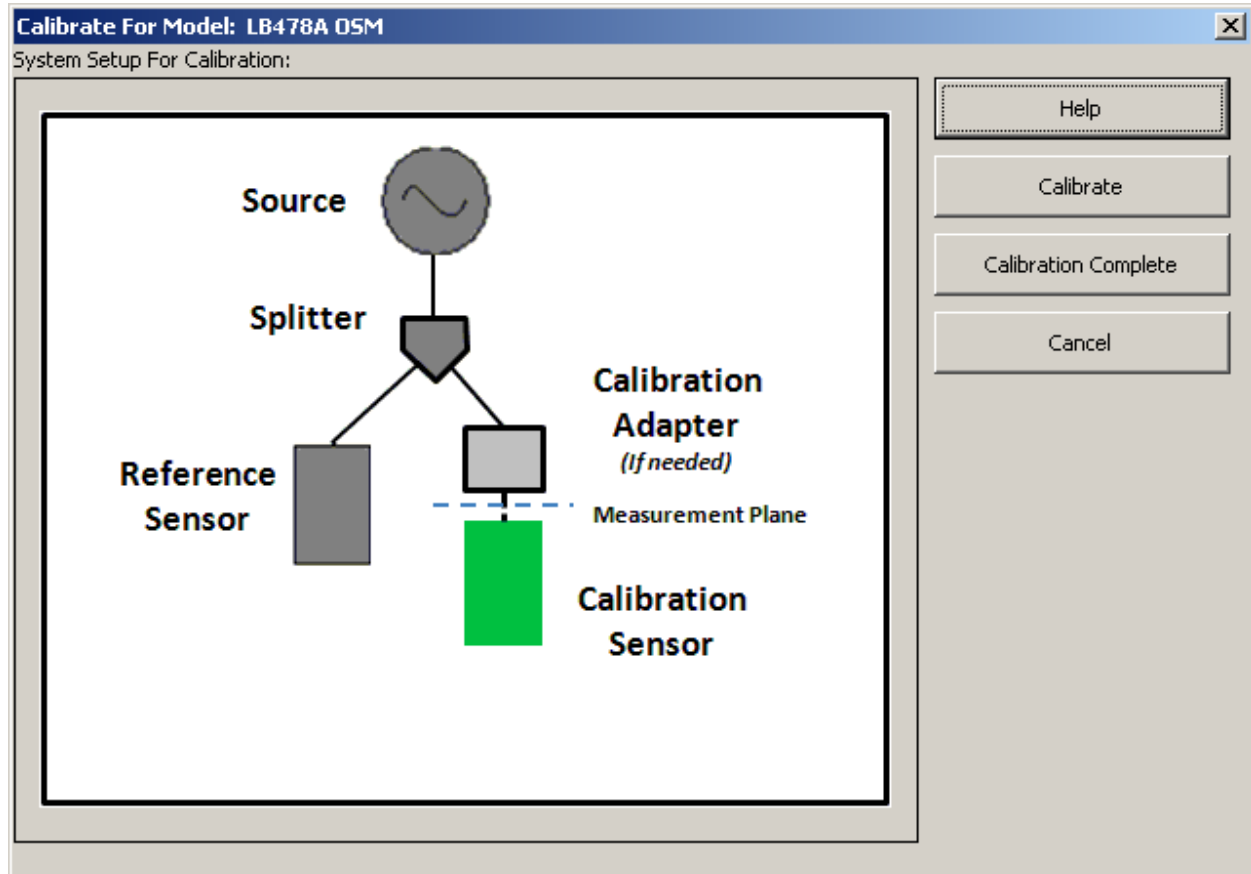 Calibrate For Model: LB478A OSM
System Setup For Calibration:
Help
Calibrate
Calibration Complete
Cancel
Source
Splitter
Calibration
Adapter
(If needed)
Reference
Sensor
Measurement Plane
Calibration
Sensor